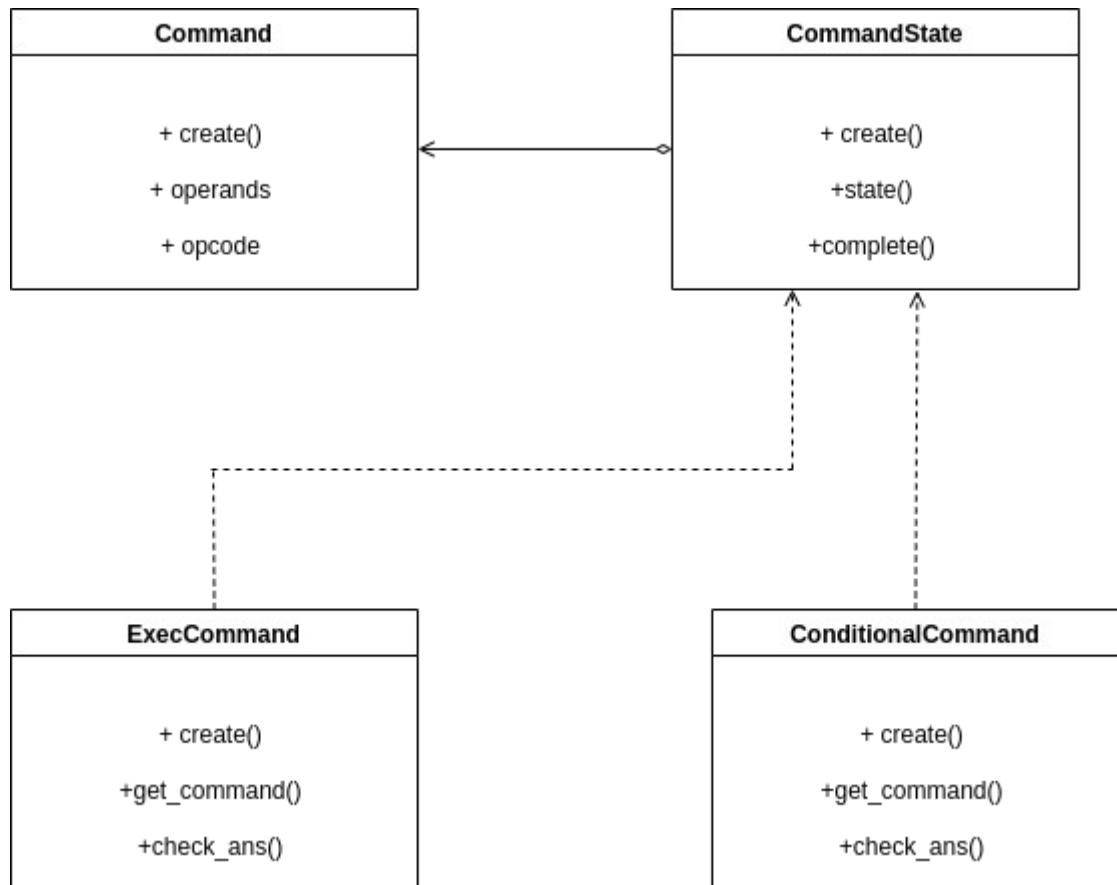 Command
+ create()
+ operands
+ opcode
CommandState
+ create()
+state()
+complete()
ExecCommand
+ create()
+get_command()
+check_ans()
ConditionalCommand
+ create()
+get_command()
+check_ans()